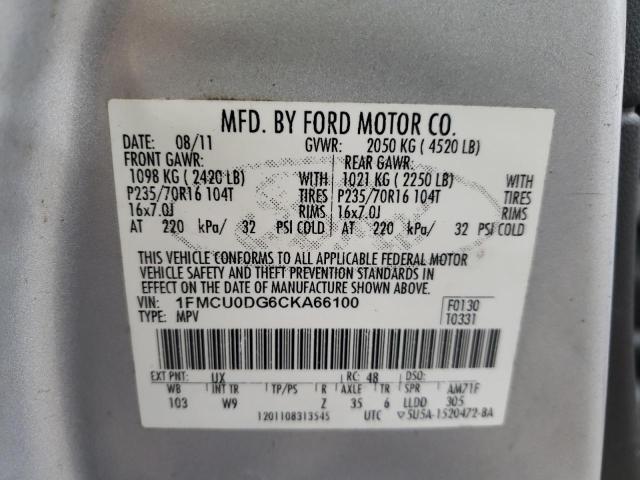 MFD. BY FORD MOTOR CO.
DATE: 08/11 GVWR: 2050 KG ( 4520 LB)
FRONT GAWR: REAR GAWR:
1098 KG ( 2420 LB) WITH 1021 KG ( 2250 LB) WITH
P235/70R16 104T TIRES P235/70R16 104T TIRES
16x7.0J RIMS 16x7.0J RIMS
AT 220 kPa/ 32 PSI COLD AT 220 kPa/ 32 PSI COLD
THIS VEHICLE CONFORMS TO ALL APPLICABLE FEDERAL MOTOR
VEHICLE SAFETY AND THEFT PREVENTION STANDARDS IN
EFFECT ON THE DATE OF MANUFACTURE SHOWN ABOVE.
VIN: 1FMCU0DG6CKA66100 F0130
TYPE: MPV T0331
EXT PNT: UX RC: 48 DSO:
WB INT TR TP/PS R AXLE TR SPR AM71F
103 W9 Z 35 6 LLDD 305
1201108313545 UTC 5U5A-1520472-BA